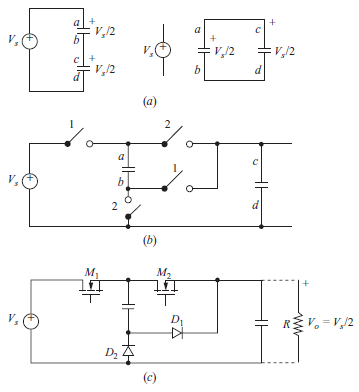 a + V_s/2
b
V_s +
c + V_s/2
d
V_s +
a + V_s/2
b
c + V_s/2
d
(a)
1 2
a 1 c
b
V_s +
2 d
(b)
M_1 M_2
+
V_s + D_1 R V_o = V_s/2
D_2
(c)